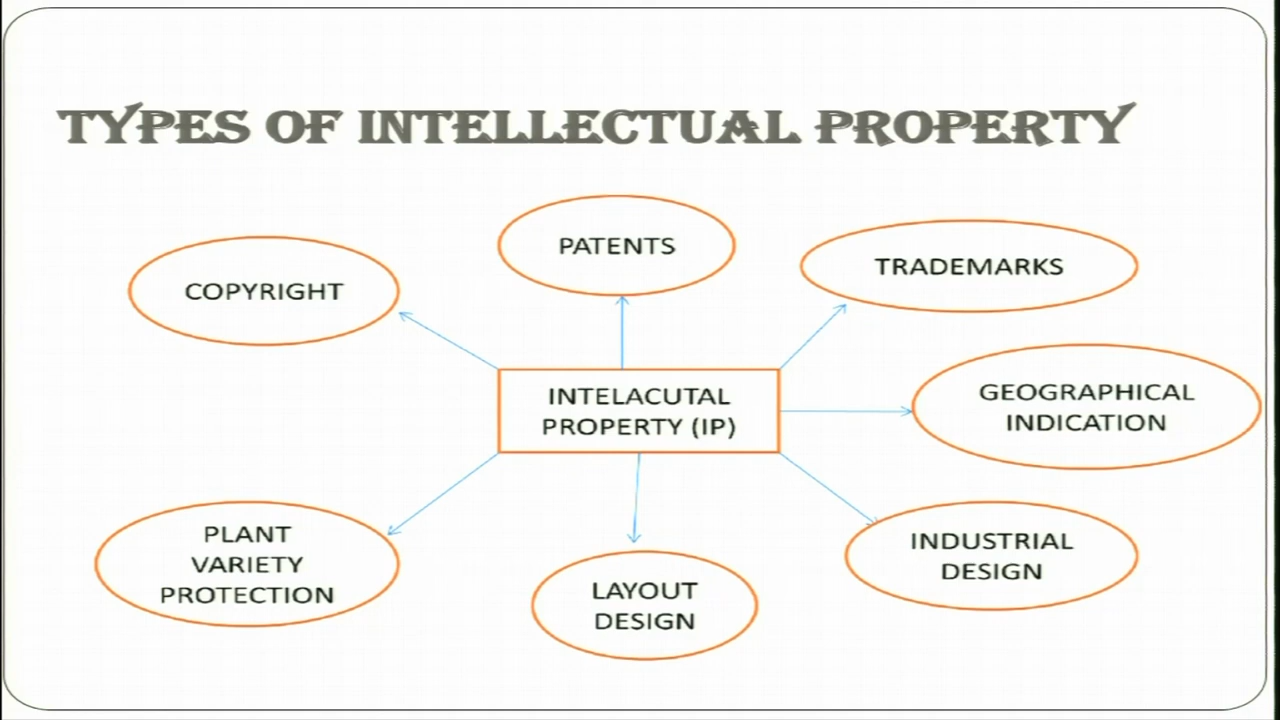 TYPES OF INTELLECTUAL PROPERTY
PATENTS
TRADEMARKS
COPYRIGHT
GEOGRAPHICAL
INDICATION
INTELACUTAL
PROPERTY (IP)
PLANT
VARIETY
PROTECTION
INDUSTRIAL
DESIGN
LAYOUT
DESIGN